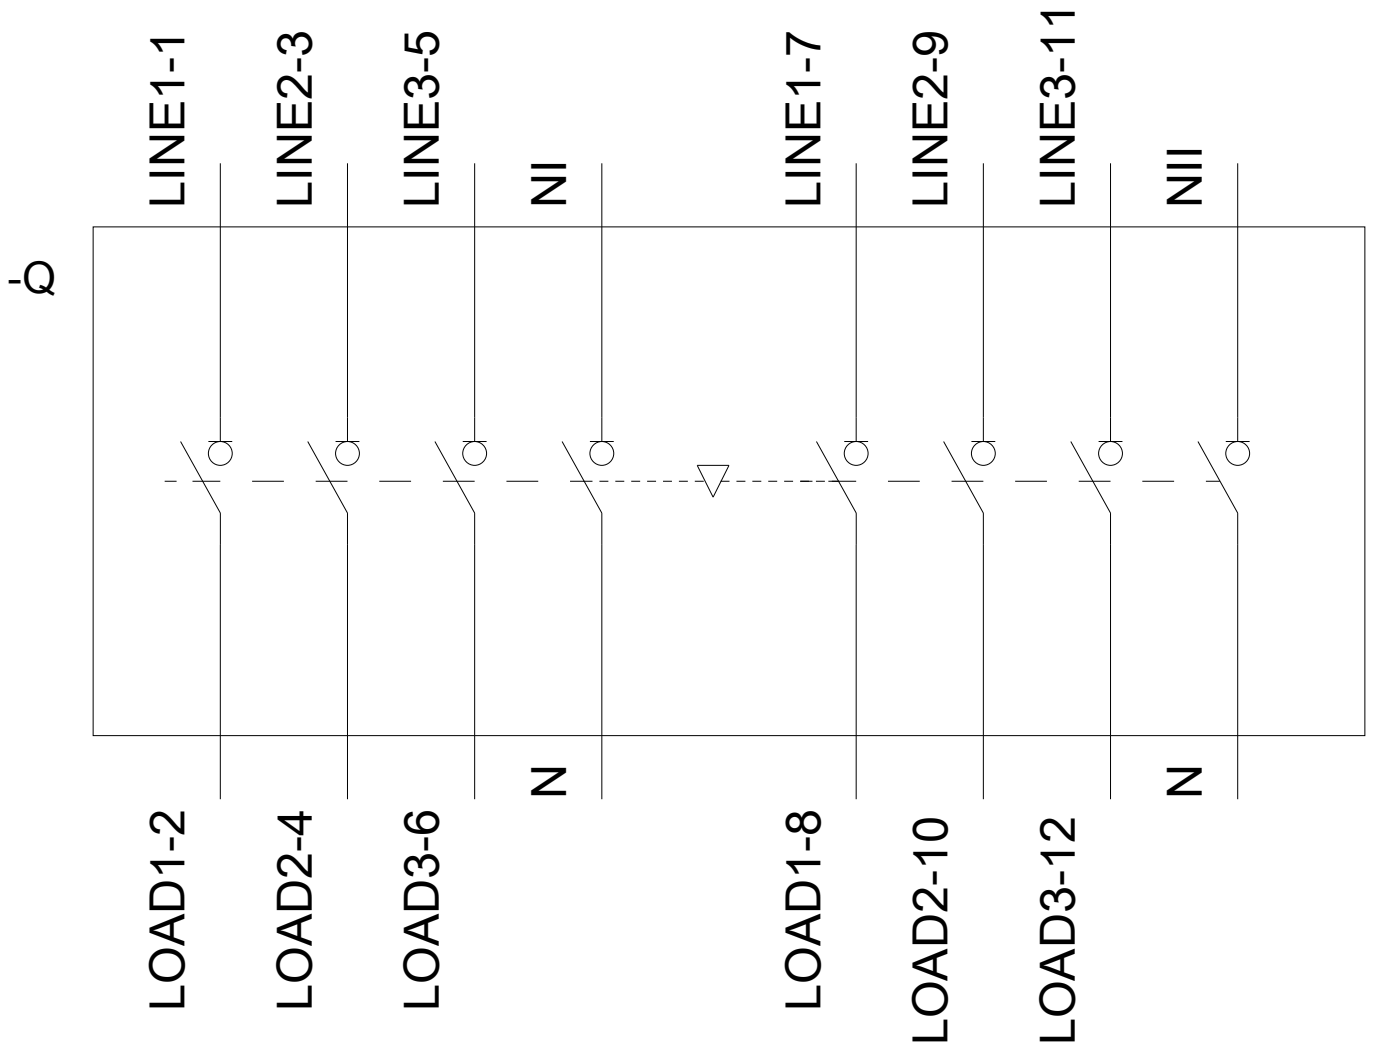 LINE1-1
LINE2-3
LINE3-5
NI
LINE1-7
LINE2-9
LINE3-11
NII
-Q
LOAD1-2
LOAD2-4
LOAD3-6
N
LOAD1-8
LOAD2-10
LOAD3-12
N